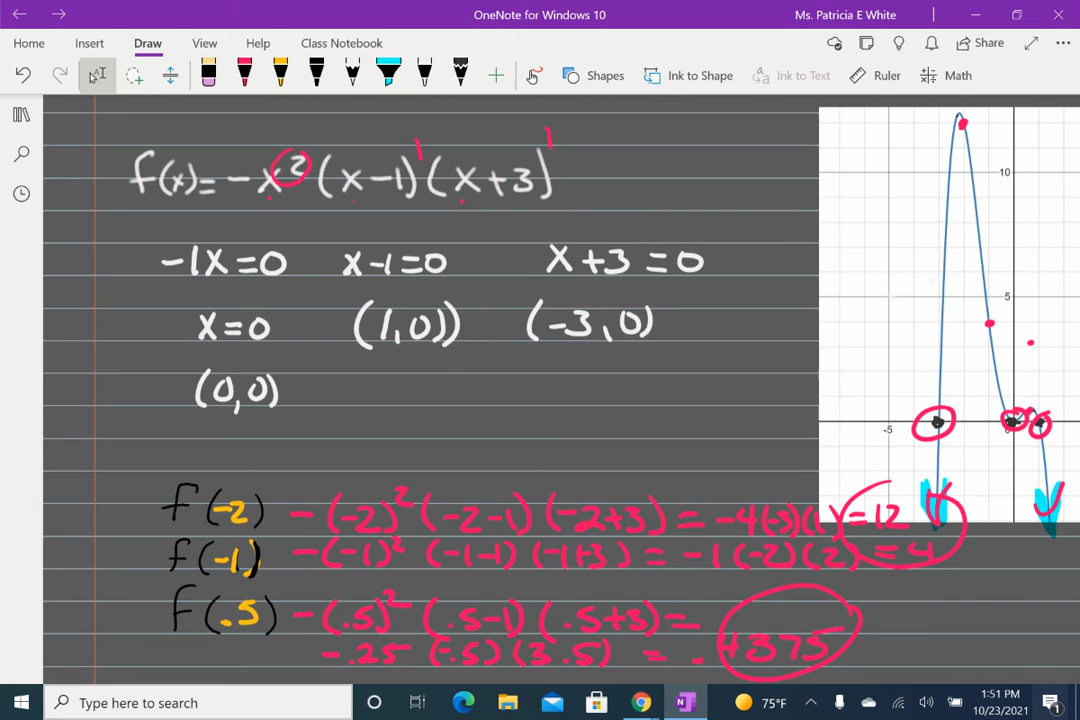 OneNote for Windows 10
Ms. Patricia E White
Home Insert Draw View Help Class Notebook
Share
Shapes Ink to Shape Ink to Text Ruler Math
f(x)= -x² (x-1)¹ (x+3)¹
-1x=0 x-1=0 x+3=0
x=0 (1,0)) (-3,0)
(0,0)
10
5
-5 0
f(-2) -(-2)² (-2-1) (-2+3) = -4(-3)(1) = 12
f(-1) -(-1)² (-1-1) (-1+3) = -1(-2)(2) = 4
f(.5) -(.5)² (.5-1) (.5+3) =
-.25 (-.5) (3.5) = .4375
Type here to search
75°F
1:51 PM
10/23/2021
1